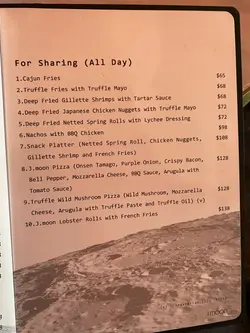 For Sharing (All Day)
1.Cajun Fries $65
2.Truffle Fries with Truffle Mayo $68
3.Deep Fried Gillette Shrimps with Tartar Sauce $68
4.Deep Fried Japanese Chicken Nuggets with Truffle Mayo $72
5.Deep Fried Netted Spring Rolls with Lychee Dressing $72
6.Nachos with BBQ Chicken $98
7.Snack Platter (Netted Spring Roll, Chicken Nuggets, $108
Gillette Shrimp and French Fries)
8.J.moon Pizza (Onsen Tamago, Purple Onion, Crispy Bacon, $128
Bell Pepper, Mozzarella Cheese, BBQ Sauce, Arugula with
Tomato Sauce)
9.Truffle Wild Mushroom Pizza (Wild Mushroom, Mozzarella $128
Cheese, Arugula with Truffle Paste and Truffle Oil) (v)
10.J.moon Lobster Rolls with French Fries $138